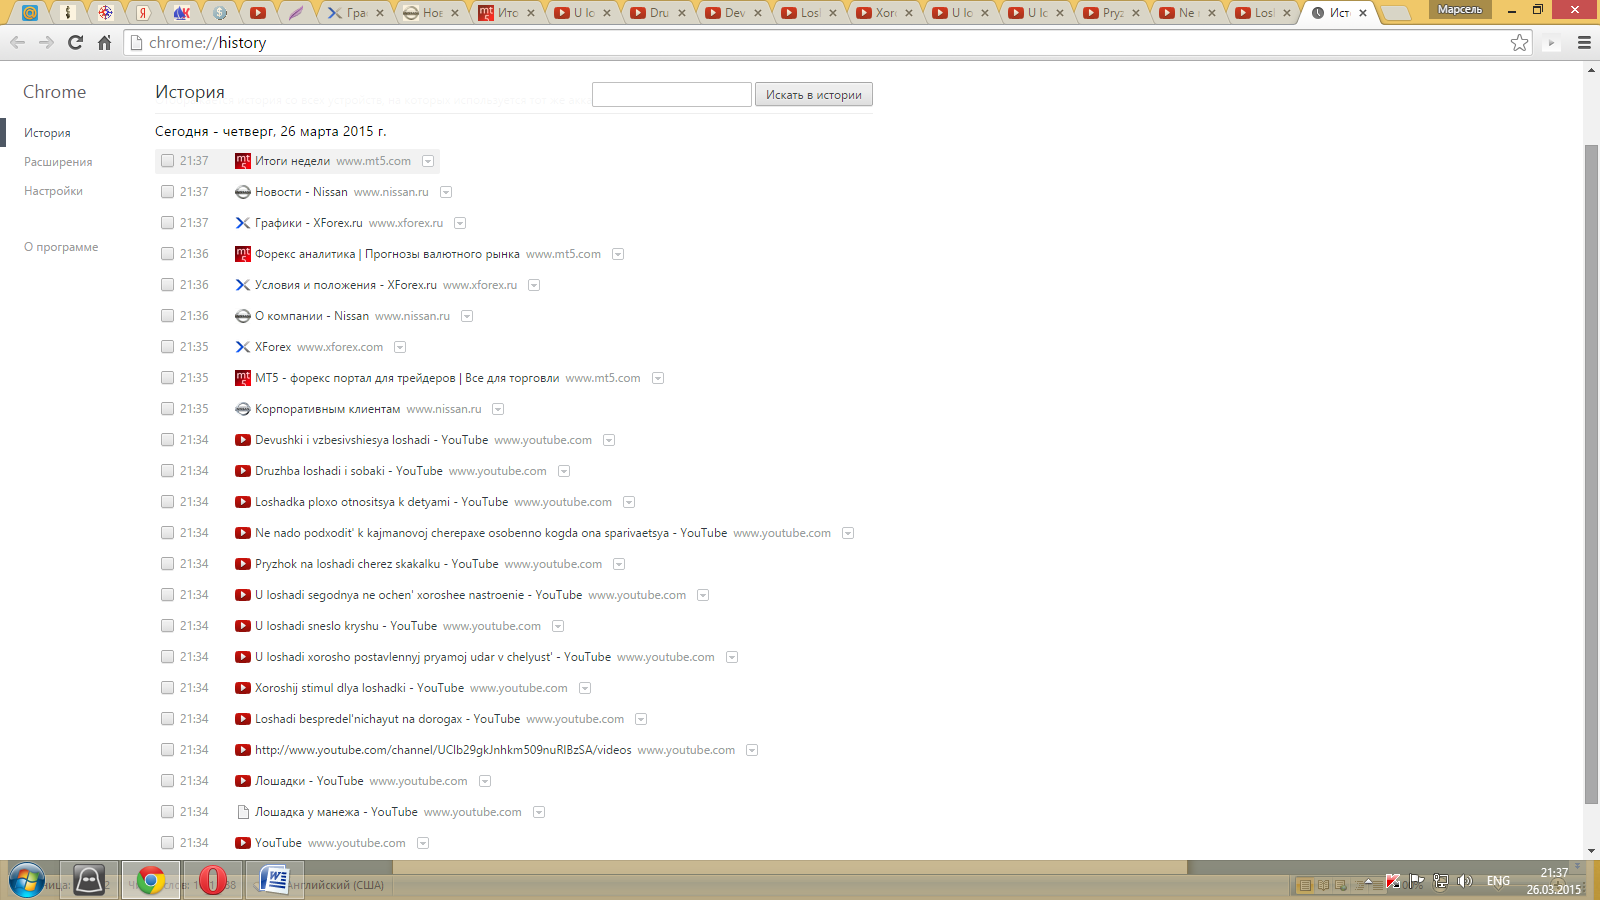 Граф
Нов
Ито
U lo
Dru
Dev
Losh
Xoro
U lo
U lo
Pryz
Ne
Losh
Ист
Марсель
chrome://history
Chrome
История
Искать в истории
История
Расширения
Настройки
О программе
Сегодня - четверг, 26 марта 2015 г.
21:37 Итоги недели www.mt5.com
21:37 Новости - Nissan www.nissan.ru
21:37 Графики - XForex.ru www.xforex.ru
21:36 Форекс аналитика | Прогнозы валютного рынка www.mt5.com
21:36 Условия и положения - XForex.ru www.xforex.ru
21:36 О компании - Nissan www.nissan.ru
21:35 XForex www.xforex.com
21:35 МТ5 - форекс портал для трейдеров | Все для торговли www.mt5.com
21:35 Корпоративным клиентам www.nissan.ru
21:34 Devushki i vzbesivshiesya loshadi - YouTube www.youtube.com
21:34 Druzhba loshadi i sobaki - YouTube www.youtube.com
21:34 Loshadka ploxo otnositsya k detyami - YouTube www.youtube.com
21:34 Ne nado podxodit' k kajmanovoj cherepaxe osobenno kogda ona sparivaetsya - YouTube www.youtube.com
21:34 Pryzhok na loshadi cherez skakalku - YouTube www.youtube.com
21:34 U loshadi segodnya ne ochen' xoroshee nastroenie - YouTube www.youtube.com
21:34 U loshadi sneslo kryshu - YouTube www.youtube.com
21:34 U loshadi xorosho postavlennyj pryamoj udar v chelyust' - YouTube www.youtube.com
21:34 Xoroshij stimul dlya loshadki - YouTube www.youtube.com
21:34 Loshadi bespredel'nichayut na dorogax - YouTube www.youtube.com
21:34 http://www.youtube.com/channel/UClb29gkJnhkm509nuRlBzSA/videos www.youtube.com
21:34 Лошадки - YouTube www.youtube.com
21:34 Лошадка у манежа - YouTube www.youtube.com
21:34 YouTube www.youtube.com
Английский (США)
ENG
21:37
26.03.2015